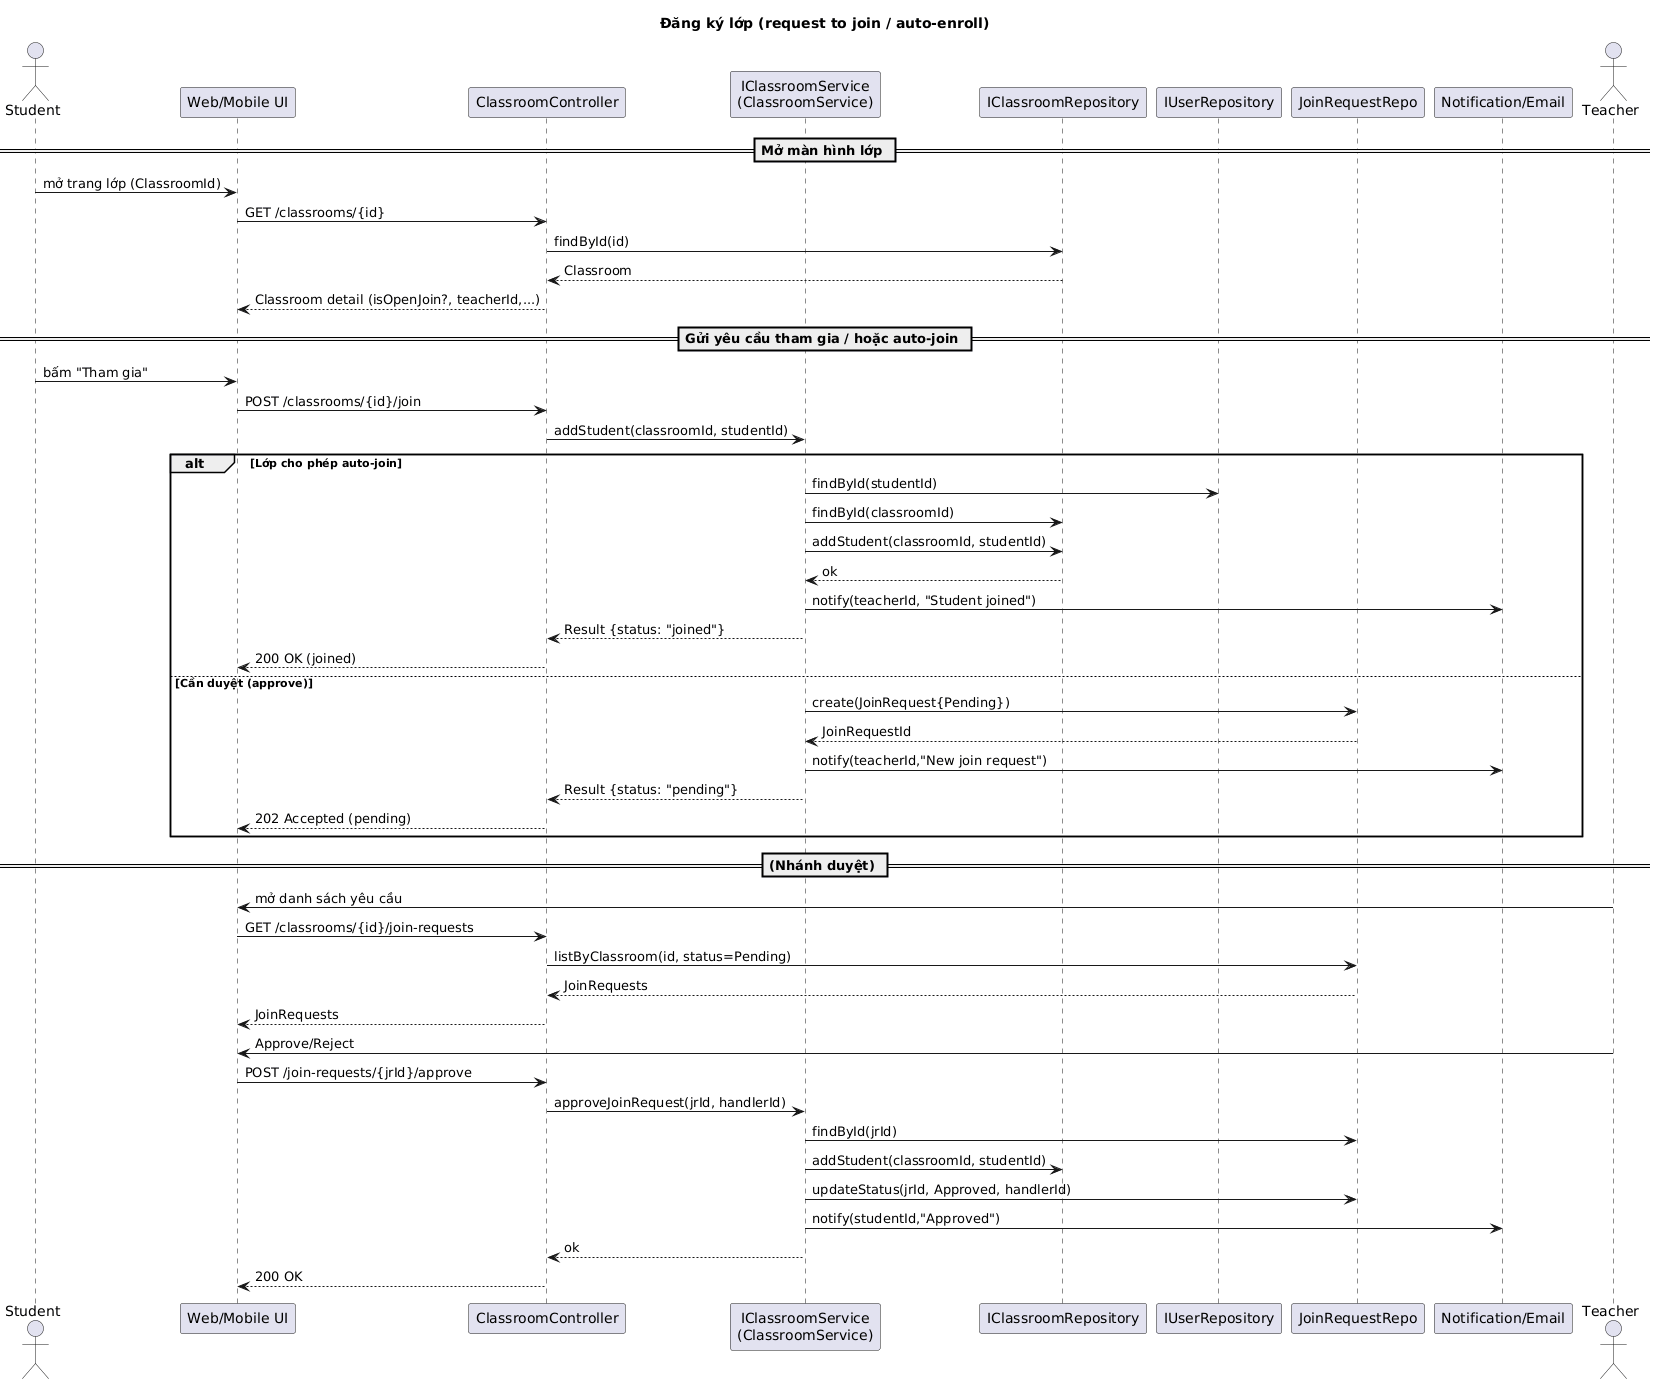 Đăng ký lớp (request to join / auto-enroll)
Student
Web/Mobile UI
ClassroomController
IClassroomService
(ClassroomService)
IClassroomRepository
IUserRepository
JoinRequestRepo
Notification/Email
Teacher
Mở màn hình lớp
mở trang lớp (ClassroomId)
GET /classrooms/{id}
findById(id)
Classroom
Classroom detail (isOpenJoin?, teacherId,...)
Gửi yêu cầu tham gia / hoặc auto-join
bấm "Tham gia"
POST /classrooms/{id}/join
addStudent(classroomId, studentId)
alt
[Lớp cho phép auto-join]
findById(studentId)
findById(classroomId)
addStudent(classroomId, studentId)
ok
notify(teacherId, "Student joined")
Result {status: "joined"}
200 OK (joined)
[Cần duyệt (approve)]
create(JoinRequest{Pending})
JoinRequestId
notify(teacherId,"New join request")
Result {status: "pending"}
202 Accepted (pending)
(Nhánh duyệt)
mở danh sách yêu cầu
GET /classrooms/{id}/join-requests
listByClassroom(id, status=Pending)
JoinRequests
JoinRequests
Approve/Reject
POST /join-requests/{jrId}/approve
approveJoinRequest(jrId, handlerId)
findById(jrId)
addStudent(classroomId, studentId)
updateStatus(jrId, Approved, handlerId)
notify(studentId,"Approved")
ok
200 OK
Student
Web/Mobile UI
ClassroomController
IClassroomService
(ClassroomService)
IClassroomRepository
IUserRepository
JoinRequestRepo
Notification/Email
Teacher